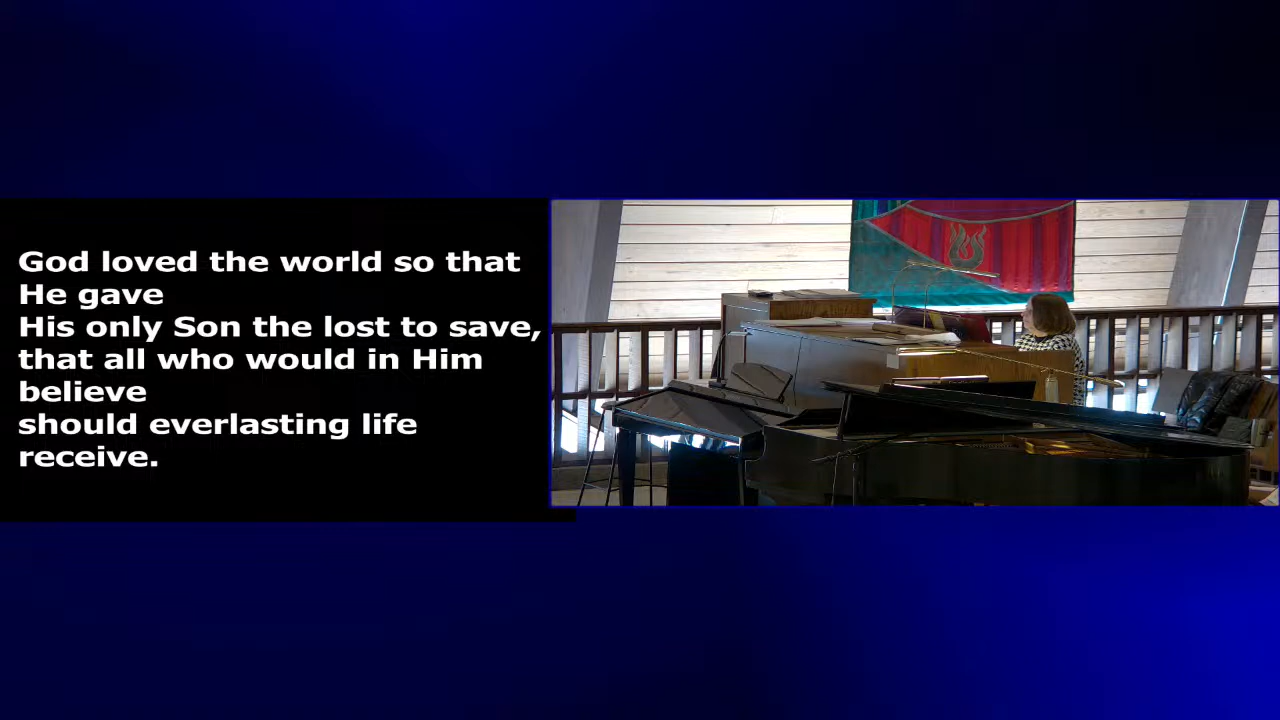 God loved the world so that
He gave
His only Son the lost to save,
that all who would in Him
believe
should everlasting life
receive.